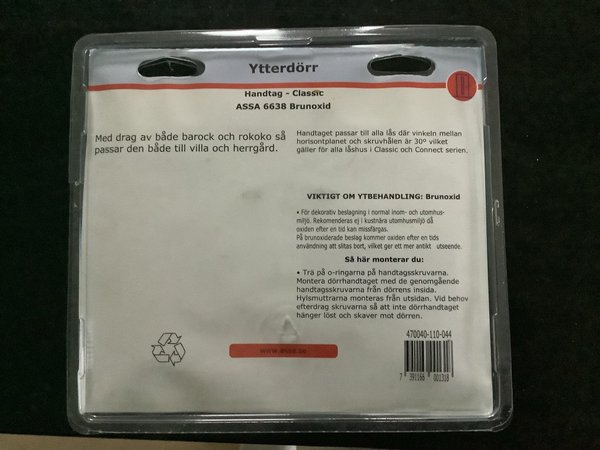 Ytterdörr
Handtag - Classic
ASSA 6638 Brunoxid
Med drag av både barock och rokoko så
passar den både till villa och herrgård.
Handtaget passar till alla lås där vinkeln mellan
horisontplanet och skruvhålen är 30° vilket
gäller för alla låshus i Classic och Connect serien.
VIKTIGT OM YTBEHANDLING: Brunoxid
• För dekorativ beslagning i normal inom- och utomhus-
miljö. Rekomenderas ej i kustnära utomhusmiljö då
oxiden efter en tid kan missfärgas.
På brunoxiderade beslag kommer oxiden efter en tids
användning att slitas bort, vilket ger ett mer antikt utseende.
Så här monterar du:
• Trä på o-ringarna på handtagsskruvarna.
Montera dörrhandtaget med de genomgående
handtagsskruvarna från dörrens insida.
Hylsmuttrarna monteras från utsidan. Vid behov
efterdrag skruvarna så att inte dörrhandtaget
hänger löst och skaver mot dörren.
470040-110-044
7 391166 001318
www.assa.se